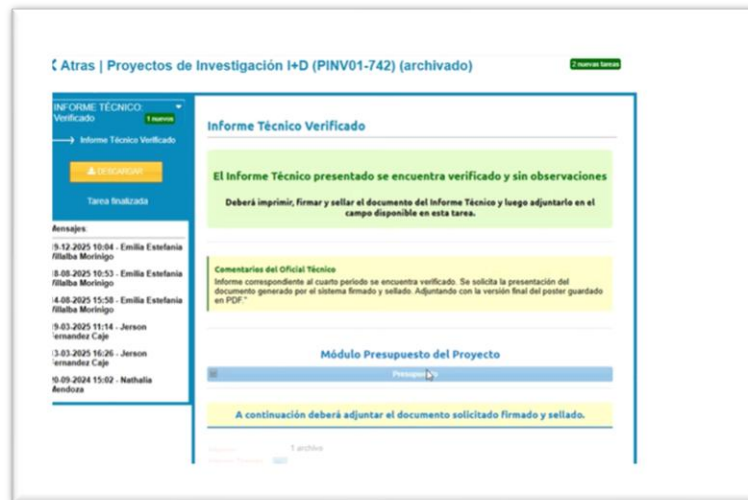 Atras | Proyectos de Investigación I+D (PINV01-742) (archivado)
2 nuevas tareas
INFORME TÉCNICO:
Verificado
1 nuevos
Informe Técnico Verificado
DESCARGAR
Tarea finalizada
Mensajes:
9-12-2025 10:04 - Emilia Estefania
Villalba Morinigo
8-08-2025 10:53 - Emilia Estefania
Villalba Morinigo
4-08-2025 15:58 - Emilia Estefania
Villalba Morinigo
9-03-2025 11:14 - Jerson
Fernandez Caje
3-03-2025 16:26 - Jerson
Fernandez Caje
0-09-2024 15:02 - Nathalia
Mendoza
Informe Técnico Verificado
El Informe Técnico presentado se encuentra verificado y sin observaciones
Deberá imprimir, firmar y sellar el documento del Informe Técnico y luego adjuntarlo en el
campo disponible en esta tarea.
Comentarios del Oficial Técnico
Informe correspondiente al cuarto periodo se encuentra verificado. Se solicita la presentación del
documento generado por el sistema firmado y sellado. Adjuntando con la versión final del poster guardado
en PDF."
Módulo Presupuesto del Proyecto
Presupuesto
A continuación deberá adjuntar el documento solicitado firmado y sellado.
1 archivo